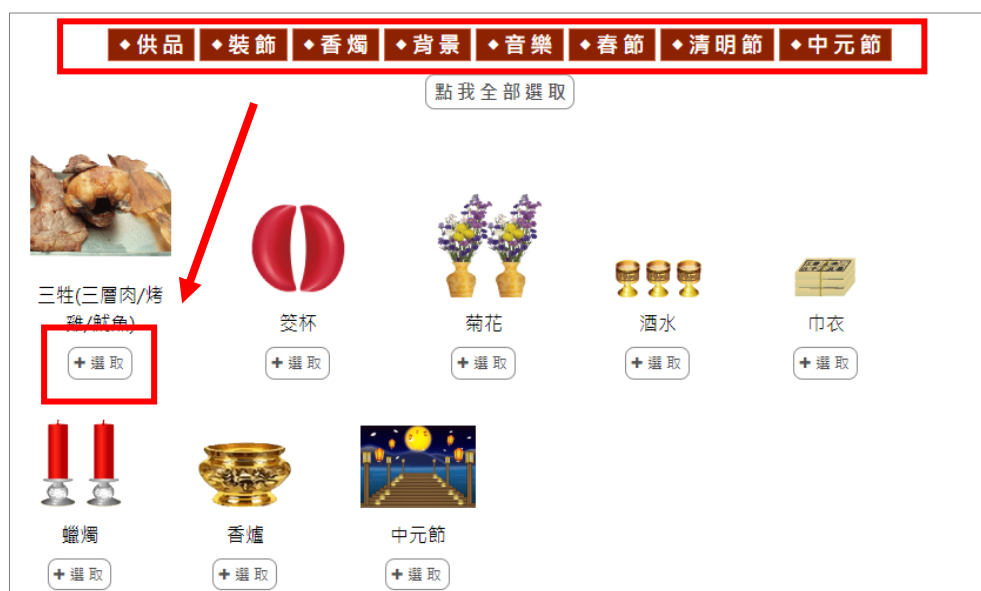 ◆供品 ◆裝飾 ◆香燭 ◆背景 ◆音樂 ◆春節 ◆清明節 ◆中元節
點我全部選取
三牲(三層肉/烤
雞/魷魚)
筊杯
菊花
酒水
巾衣
+選取 +選取 +選取 +選取 +選取
蠟燭 香爐 中元節
+選取 +選取 +選取